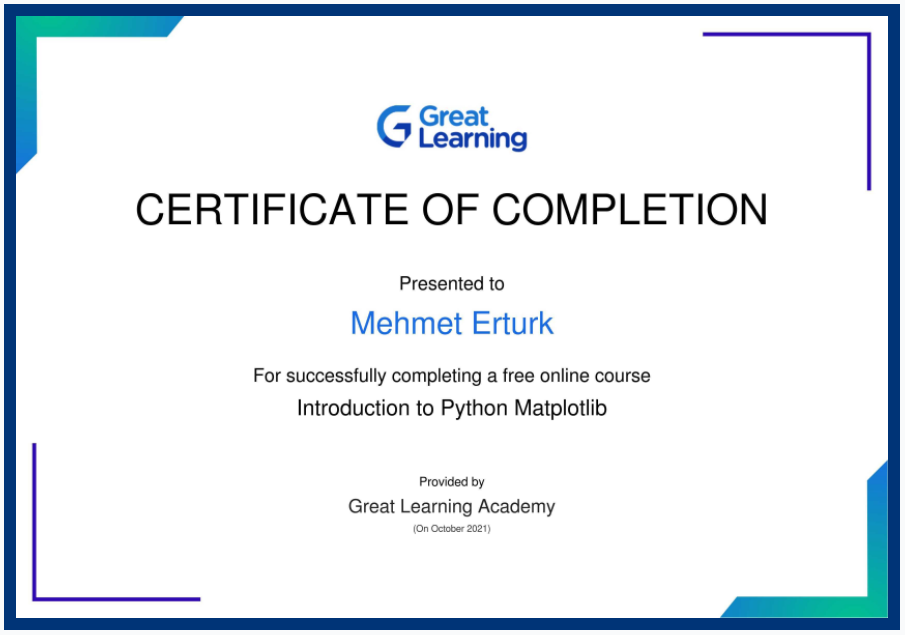 Great
Learning
CERTIFICATE OF COMPLETION
Presented to
Mehmet Erturk
For successfully completing a free online course
Introduction to Python Matplotlib
Provided by
Great Learning Academy
(On October 2021)